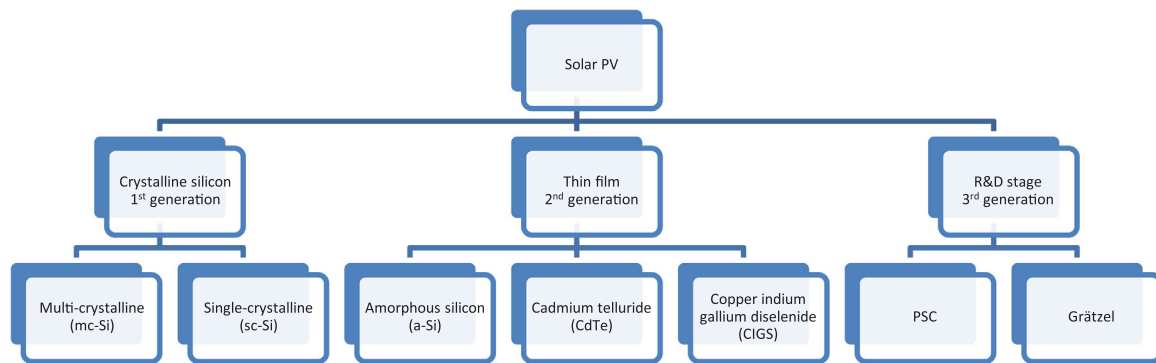 Solar PV
Crystalline silicon
1st generation
Thin film
2nd generation
R&D stage
3rd generation
Multi-crystalline
(mc-Si)
Single-crystalline
(sc-Si)
Amorphous silicon
(a-Si)
Cadmium telluride
(CdTe)
Copper indium
gallium diselenide
(CIGS)
PSC
Grätzel